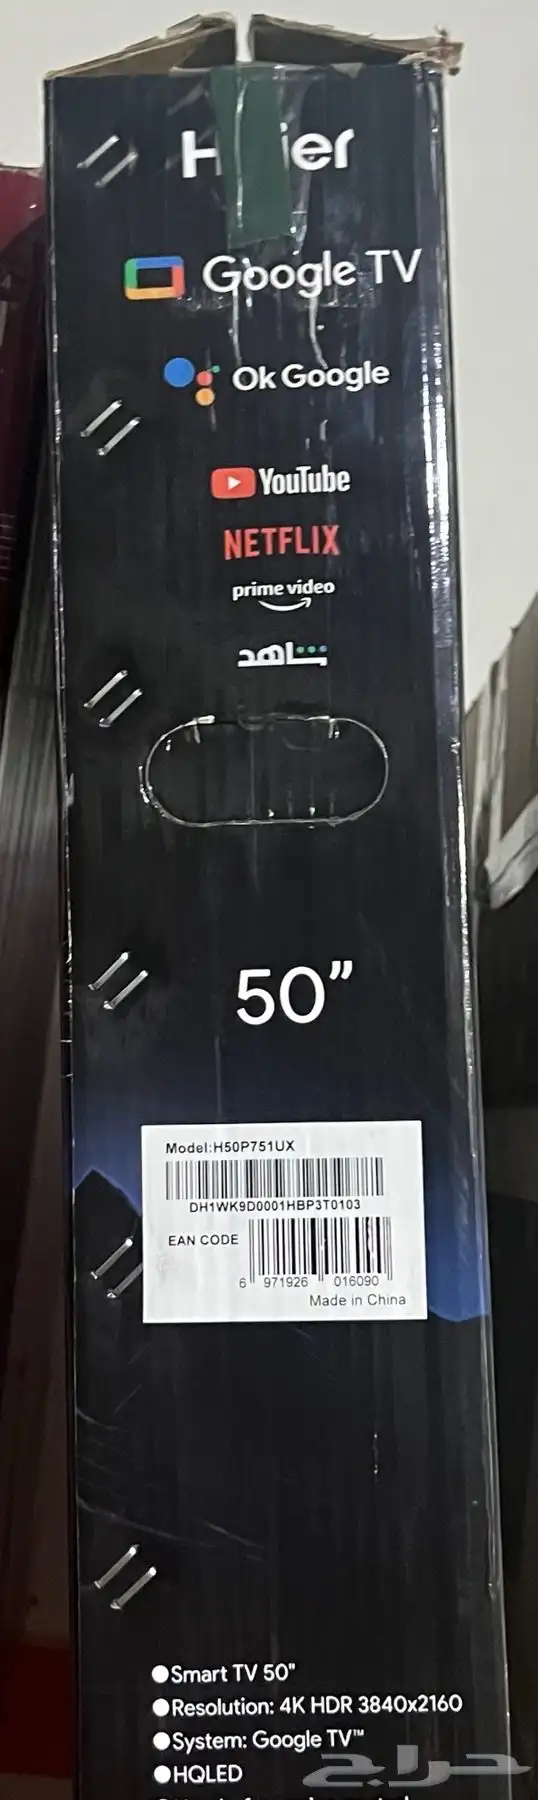 Haier
Google TV
Ok Google
YouTube
NETFLIX
prime video
شاهد
50”
Model:H50P751UX
DH1WK9D0001HBP3T0103
EAN CODE
6 971926 016090
Made in China
●Smart TV 50"
●Resolution: 4K HDR 3840x2160
●System: Google TV™
●HQLED
حراج